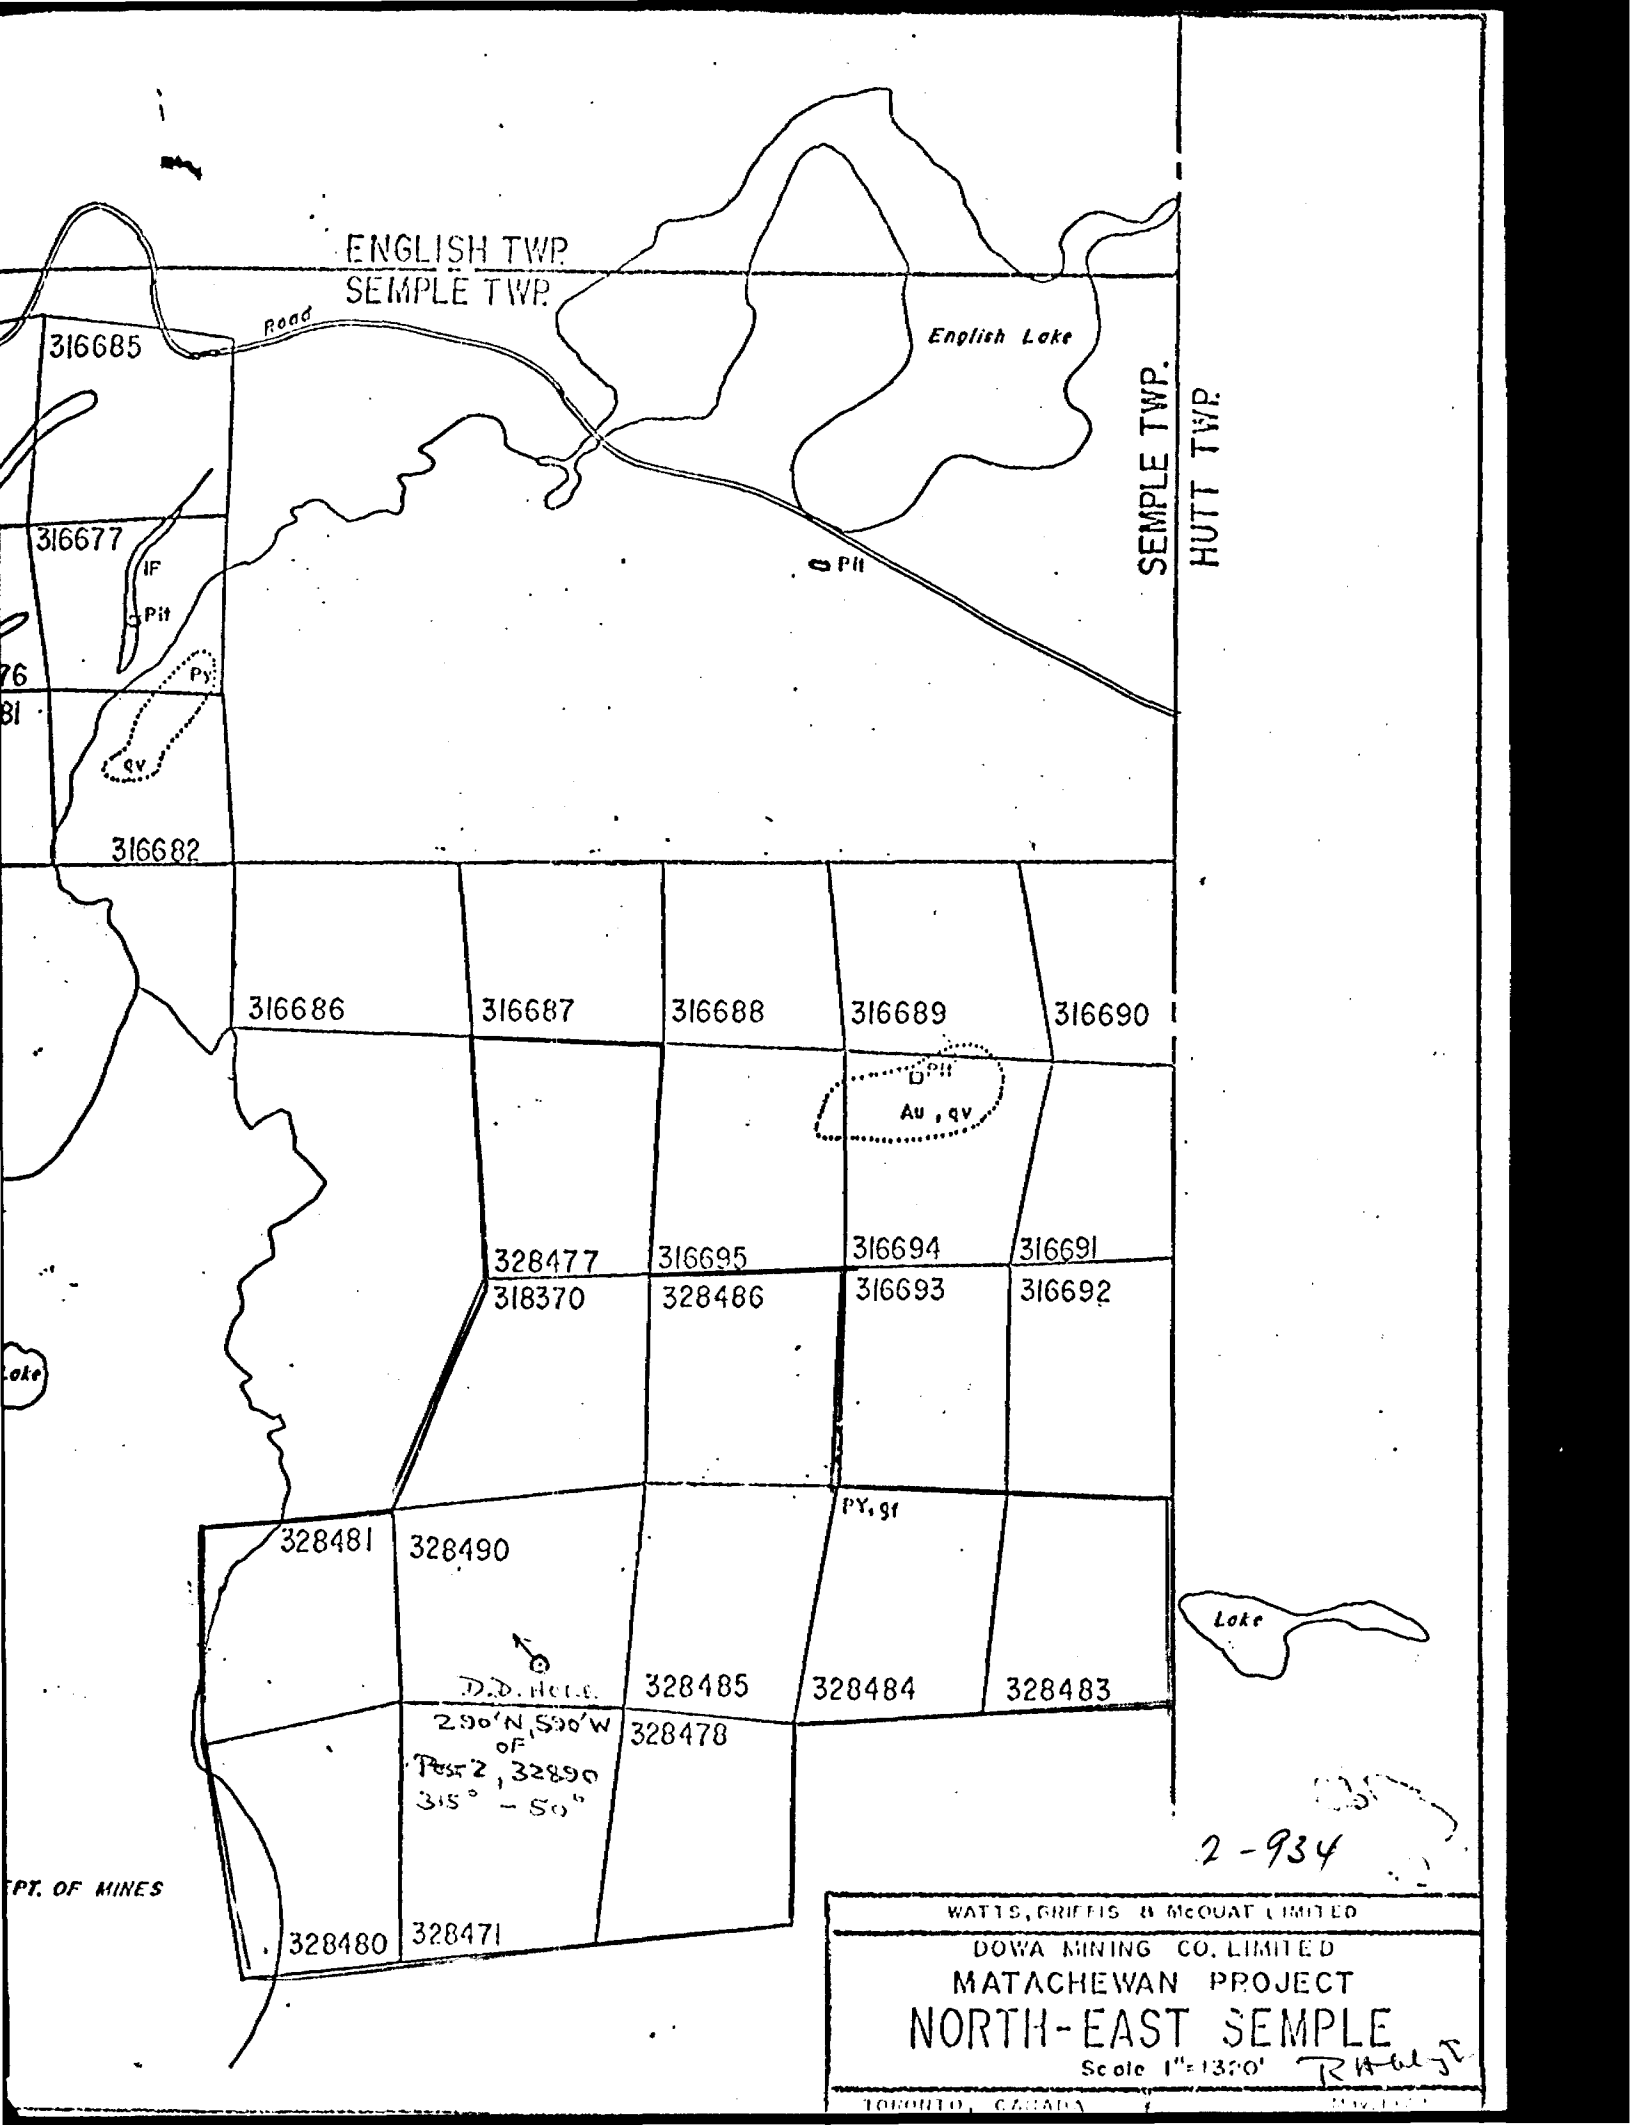 ENGLISH TWP.
SEMPLE TWP.
Road
316685
English Lake
SEMPLE TWP.
HUTT TWP.
316677
IF
Pit
Pit
76
81
Py
qv
316682
316686
316687
316688
316689
316690
Pit
Au, qv
328477
316695
316694
316691
318370
328486
316693
316692
Lake
PY, gf
328481
328490
Lake
D.D. Hole
328485
328484
328483
290'N, 590'W
OF
Post 2, 32890
315° - 50°
328478
2-934
EPT. OF MINES
328480
328471
WATTS, GRIFFIS & McOUAT LIMITED
DOWA MINING CO. LIMITED
MATACHEWAN PROJECT
NORTH-EAST SEMPLE
Scale 1"=1320'
TORONTO, CANADA